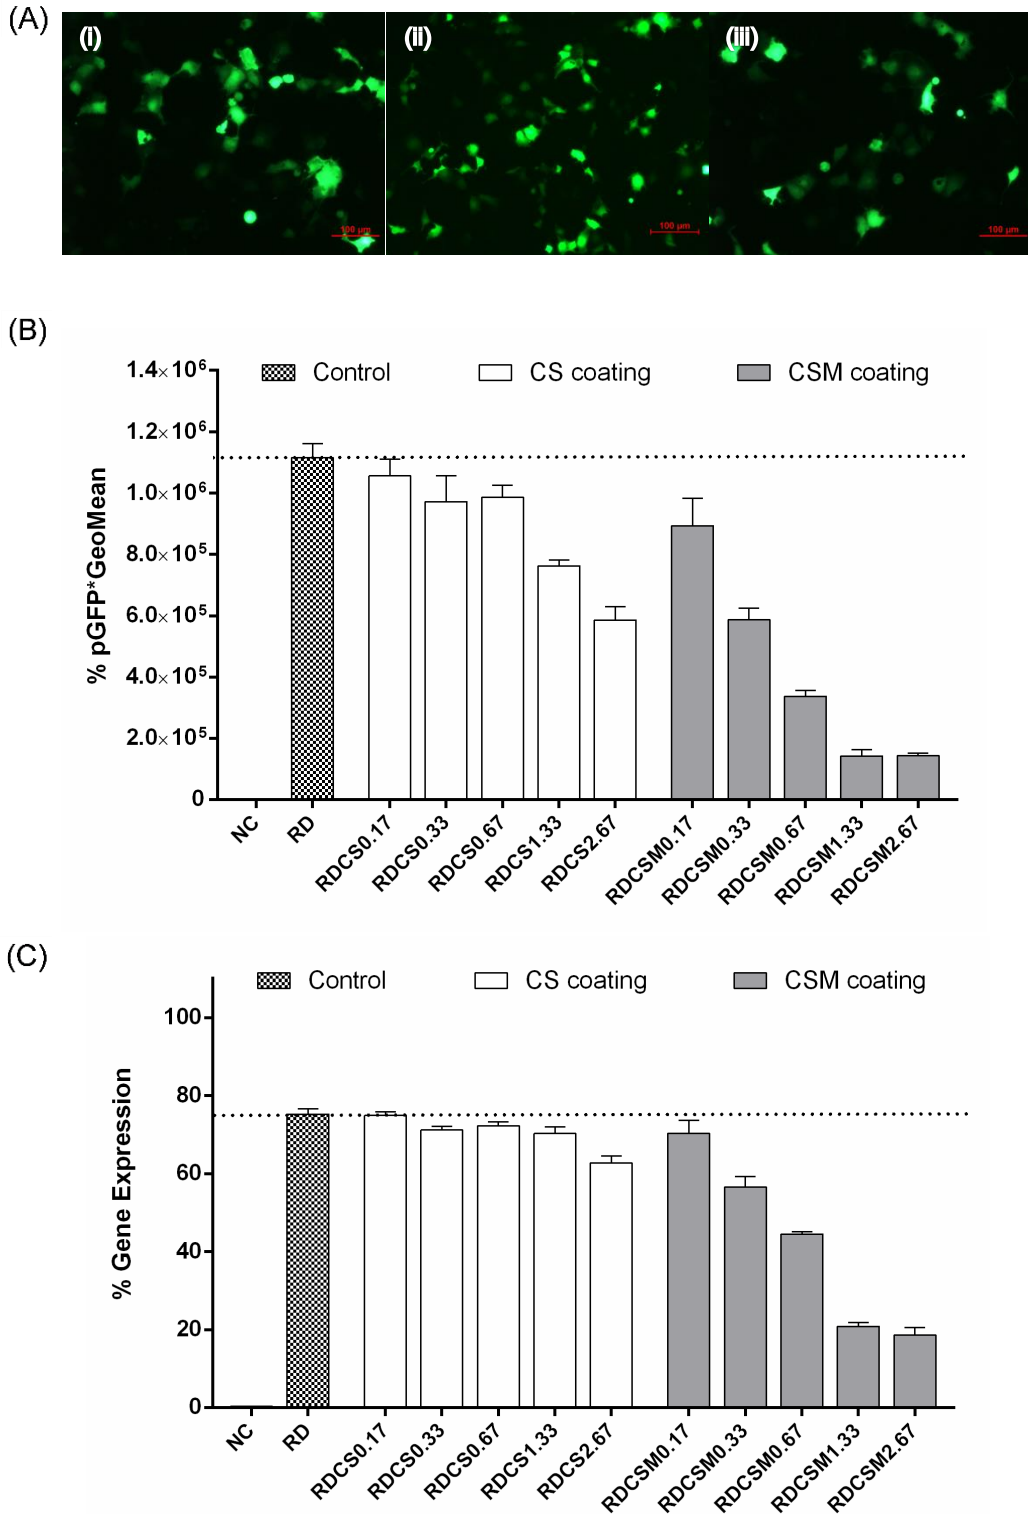 (A)
(i) (ii) (iii)
100 µm 100 µm 100 µm
(B)
Control CS coating CSM coating
% pGFP*GeoMean
1.4×10⁶
1.2×10⁶
1.0×10⁶
8.0×10⁵
6.0×10⁵
4.0×10⁵
2.0×10⁵
0
NC RD RDCS0.17 RDCS0.33 RDCS0.67 RDCS1.33 RDCS2.67 RDCSM0.17 RDCSM0.33 RDCSM0.67 RDCSM1.33 RDCSM2.67
(C)
Control CS coating CSM coating
% Gene Expression
100
80
60
40
20
0
NC RD RDCS0.17 RDCS0.33 RDCS0.67 RDCS1.33 RDCS2.67 RDCSM0.17 RDCSM0.33 RDCSM0.67 RDCSM1.33 RDCSM2.67